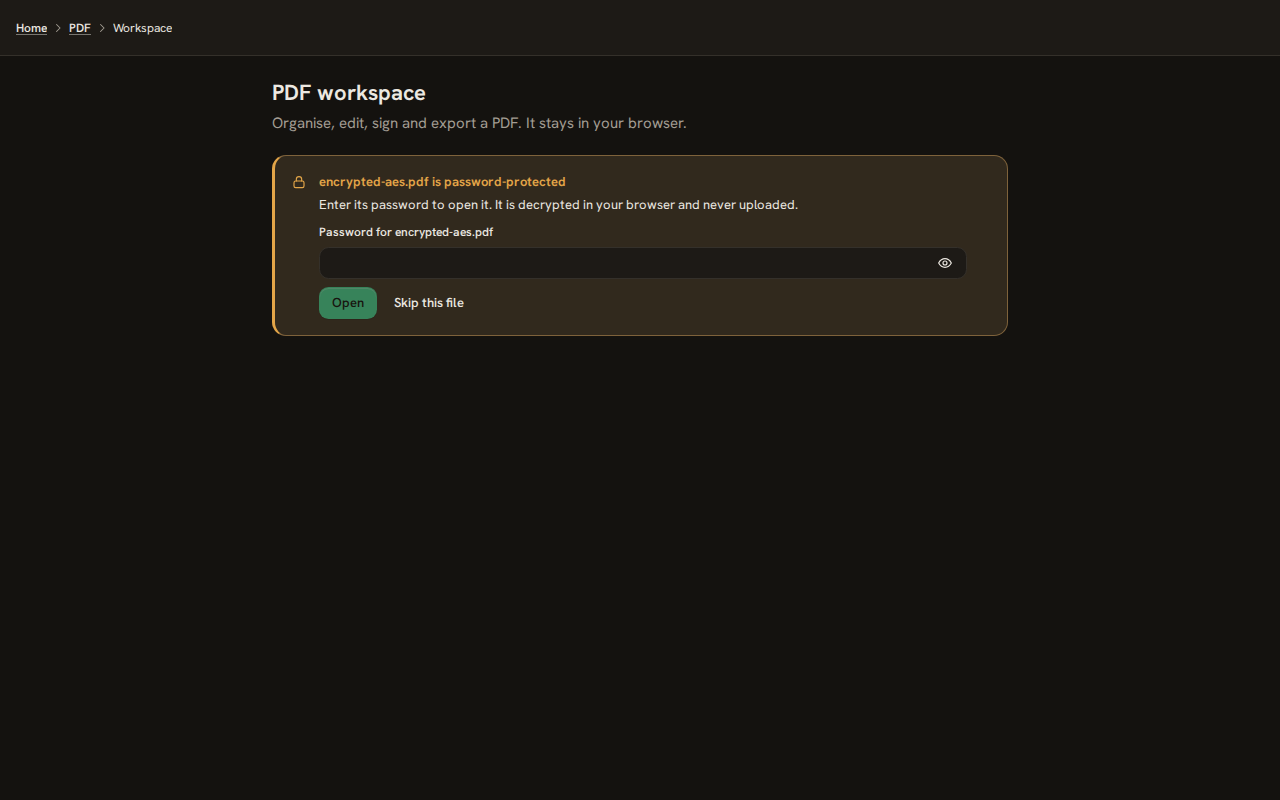 Home > PDF > Workspace
PDF workspace
Organise, edit, sign and export a PDF. It stays in your browser.
encrypted-aes.pdf is password-protected
Enter its password to open it. It is decrypted in your browser and never uploaded.
Password for encrypted-aes.pdf
Open Skip this file